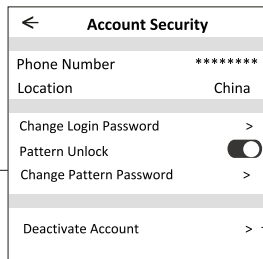 Account Security
Phone Number ********
Location China
Change Login Password >
Pattern Unlock
Change Pattern Password >
Deactivate Account >